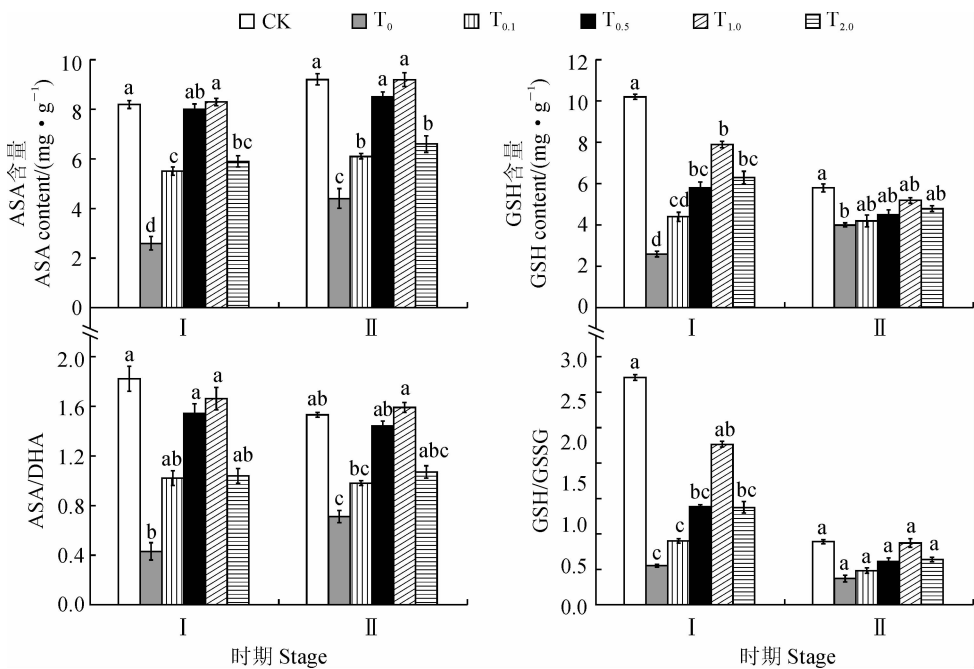 CK T₀ T₀.₁ T₀.₅ T₁.₀ T₂.₀
ASA含量
ASA content/(mg·g⁻¹)
10
8
6
4
2
0
a d c ab a bc
a c b a a b
Ⅰ Ⅱ
GSH含量
GSH content/(mg·g⁻¹)
12
10
8
6
4
2
0
a d cd bc b bc
a b ab ab ab ab
Ⅰ Ⅱ
ASA/DHA
2.0
1.6
1.2
0.8
0.4
0.0
a b ab a a ab
ab c bc ab a abc
Ⅰ Ⅱ
时期 Stage
GSH/GSSG
3.0
2.5
2.0
1.5
1.0
0.5
0.0
a c c bc ab bc
a a a a a a
Ⅰ Ⅱ
时期 Stage